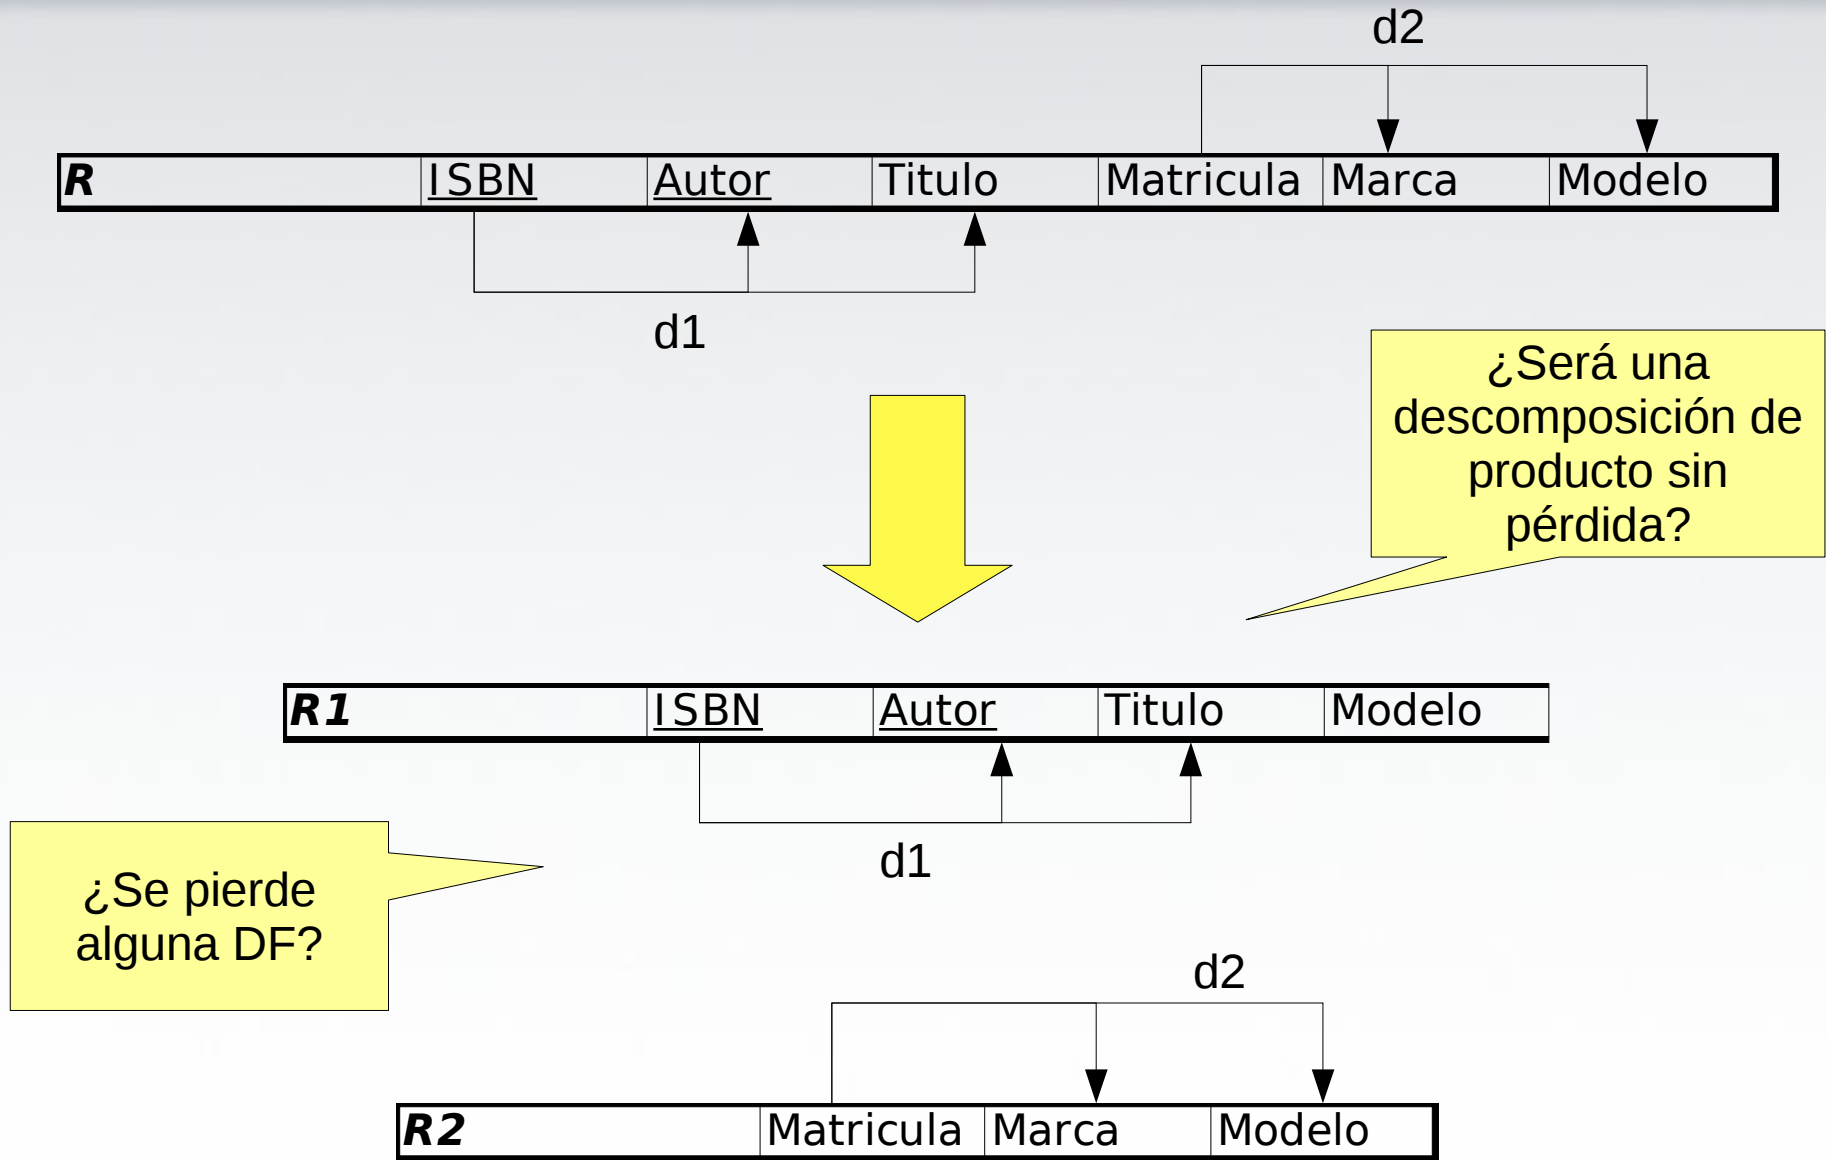 d2
R ISBN Autor Titulo Matricula Marca Modelo
d1
¿Será una
descomposición de
producto sin
pérdida?
R1 ISBN Autor Titulo Modelo
d1
¿Se pierde
alguna DF?
d2
R2 Matricula Marca Modelo